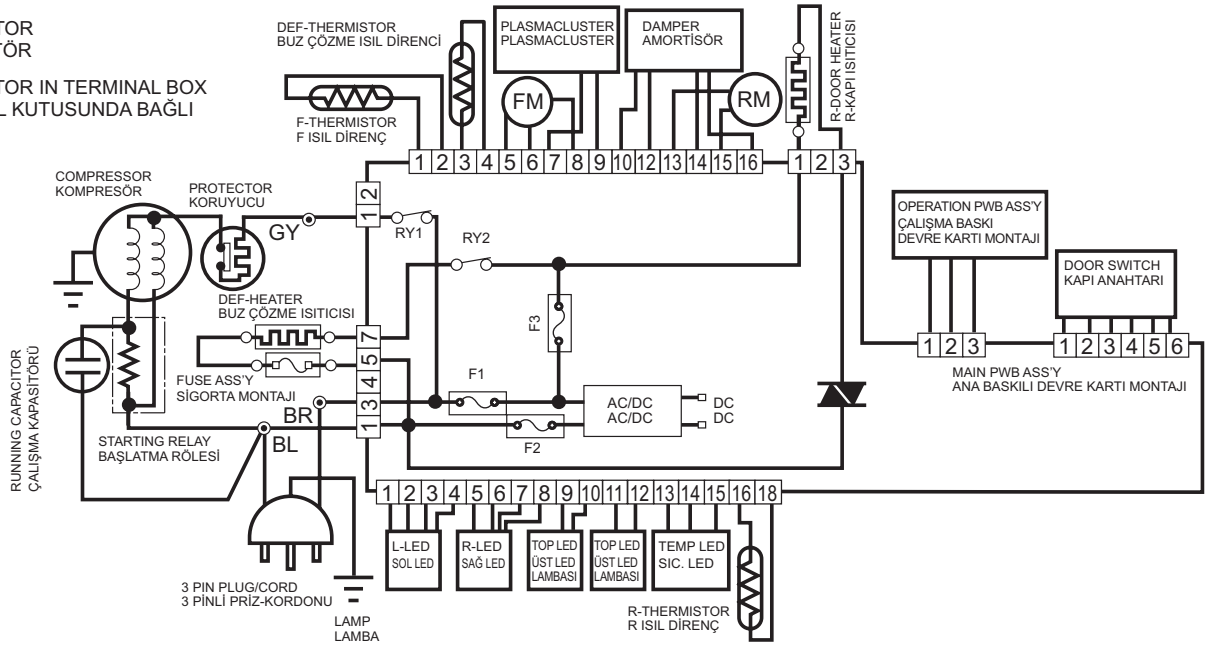 TOR
TÖR
TOR IN TERMINAL BOX
L KUTUSUNDA BAĞLI
DEF-THERMISTOR
BUZ ÇÖZME ISIL DİRENCİ
PLASMACLUSTER
PLASMACLUSTER
DAMPER
AMORTİSÖR
R-DOOR HEATER
R-KAPI ISITICISI
F-THERMISTOR
F ISIL DİRENÇ
FM
RM
1 2 3 4 5 6 7 8 9 10 12 13 14 15 16
1 2 3
COMPRESSOR
KOMPRESÖR
PROTECTOR
KORUYUCU
GY
2
1
RY1
RY2
OPERATION PWB ASS'Y
ÇALIŞMA BASKI
DEVRE KARTI MONTAJI
DOOR SWITCH
KAPI ANAHTARI
DEF-HEATER
BUZ ÇÖZME ISITICISI
F3
7
5
4
3
1
1 2 3
1 2 3 4 5 6
MAIN PWB ASS'Y
ANA BASKILI DEVRE KARTI MONTAJI
FUSE ASS'Y
SİGORTA MONTAJI
F1
AC/DC
AC/DC
DC
DC
F2
BR
BL
RUNNING CAPACITOR
ÇALIŞMA KAPASİTÖRÜ
STARTING RELAY
BAŞLATMA RÖLESİ
1 2 3 4 5 6 7 8 9 10 11 12 13 14 15 16 18
L-LED
SOL LED
R-LED
SAĞ LED
TOP LED
ÜST LED
LAMBASI
TOP LED
ÜST LED
LAMBASI
TEMP LED
SIC. LED
3 PIN PLUG/CORD
3 PİNLİ PRİZ-KORDONU
LAMP
LAMBA
R-THERMISTOR
R ISIL DİRENÇ